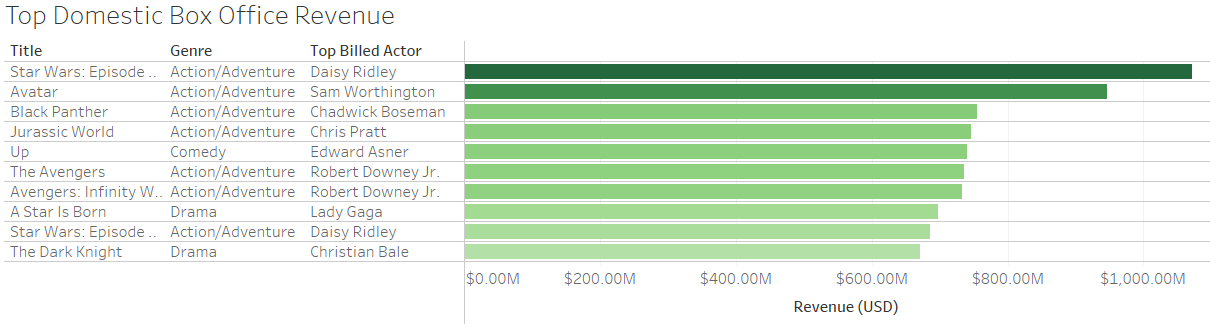 Top Domestic Box Office Revenue
Title Genre Top Billed Actor
Star Wars: Episode .. Action/Adventure Daisy Ridley
Avatar Action/Adventure Sam Worthington
Black Panther Action/Adventure Chadwick Boseman
Jurassic World Action/Adventure Chris Pratt
Up Comedy Edward Asner
The Avengers Action/Adventure Robert Downey Jr.
Avengers: Infinity W.. Action/Adventure Robert Downey Jr.
A Star Is Born Drama Lady Gaga
Star Wars: Episode .. Action/Adventure Daisy Ridley
The Dark Knight Drama Christian Bale
$0.00M $200.00M $400.00M $600.00M $800.00M $1,000.00M
Revenue (USD)